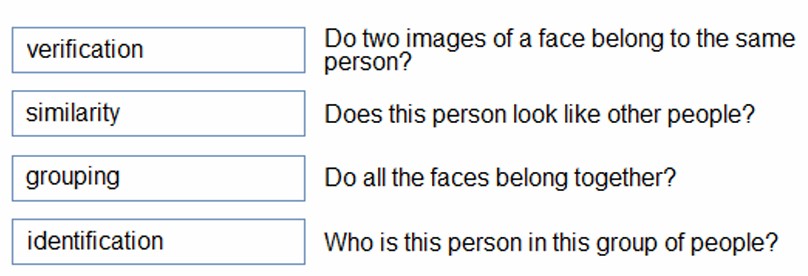 verification
Do two images of a face belong to the same
person?
similarity
Does this person look like other people?
grouping
Do all the faces belong together?
identification
Who is this person in this group of people?